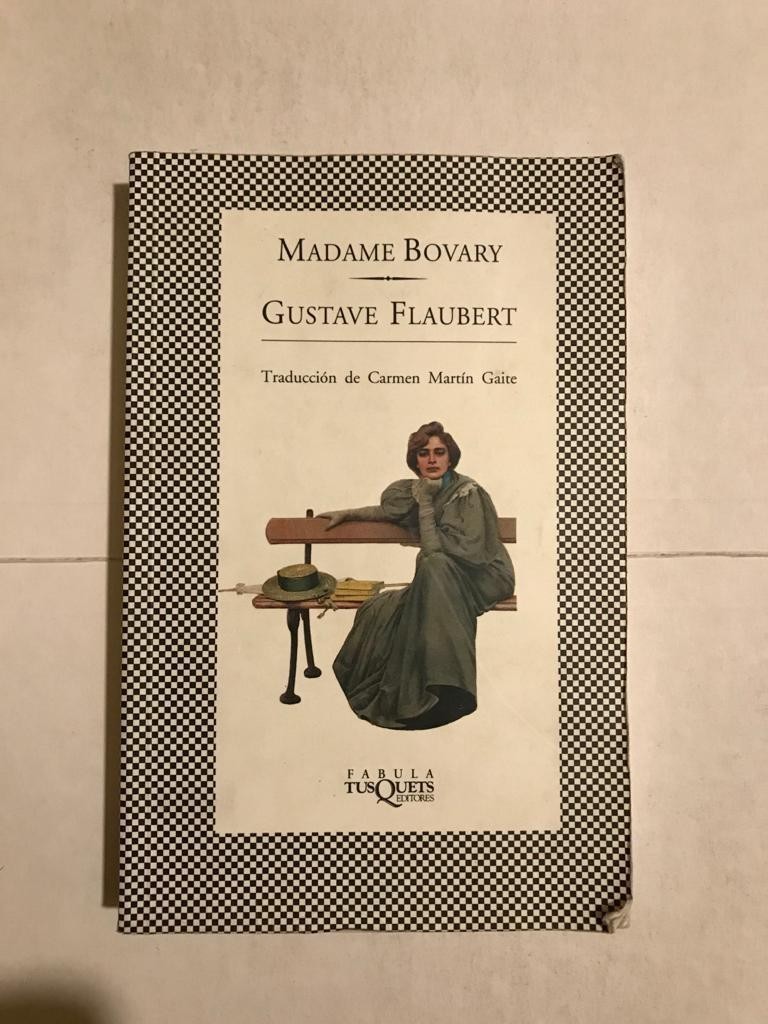 MADAME BOVARY
GUSTAVE FLAUBERT
Traducción de Carmen Martín Gaite
FABULA
TUSQUETS
EDITORES